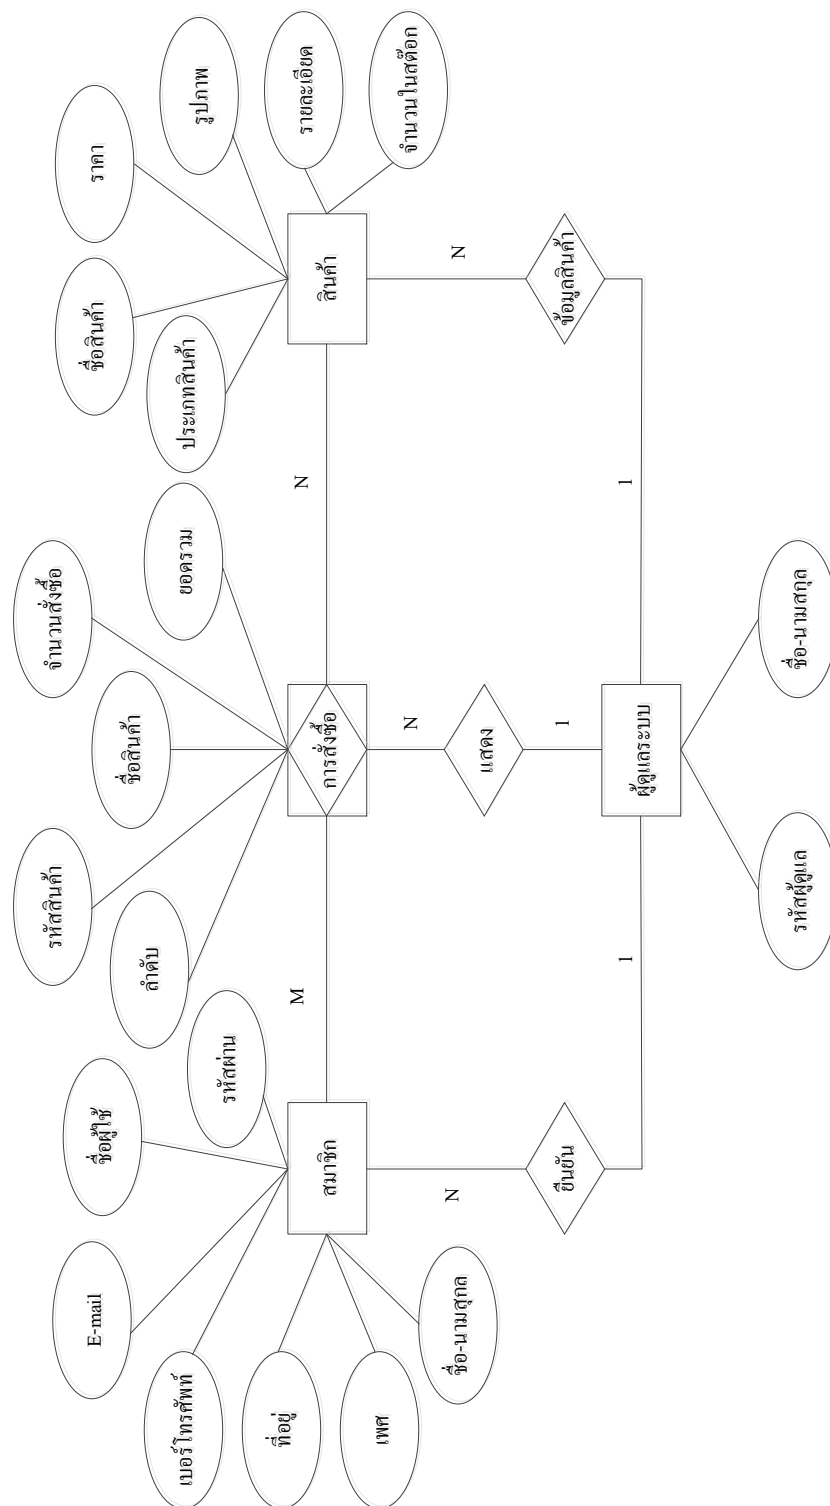 E-mail
ชื่อผู้ใช้
รหัสผ่าน
เบอร์โทรศัพท์
ที่อยู่
เพศ
ชื่อ-นามสุกล
สมาชิก
ลำดับ
รหัสสินค้า
ชื่อสินค้า
จำนวนสั่งซื้อ
ยอดรวม
การสั่งซื้อ
ประเภทสินค้า
ชื่อสินค้า
ราคา
รูปภาพ
รายละเอียด
จำนวนในสต๊อก
สินค้า
M
N
N
N
N
ยืนยัน
แสดง
ข้อมูลสินค้า
1
1
1
ผู้ดูแลระบบ
รหัสผู้ดูแล
ชื่อ-นามสกุล